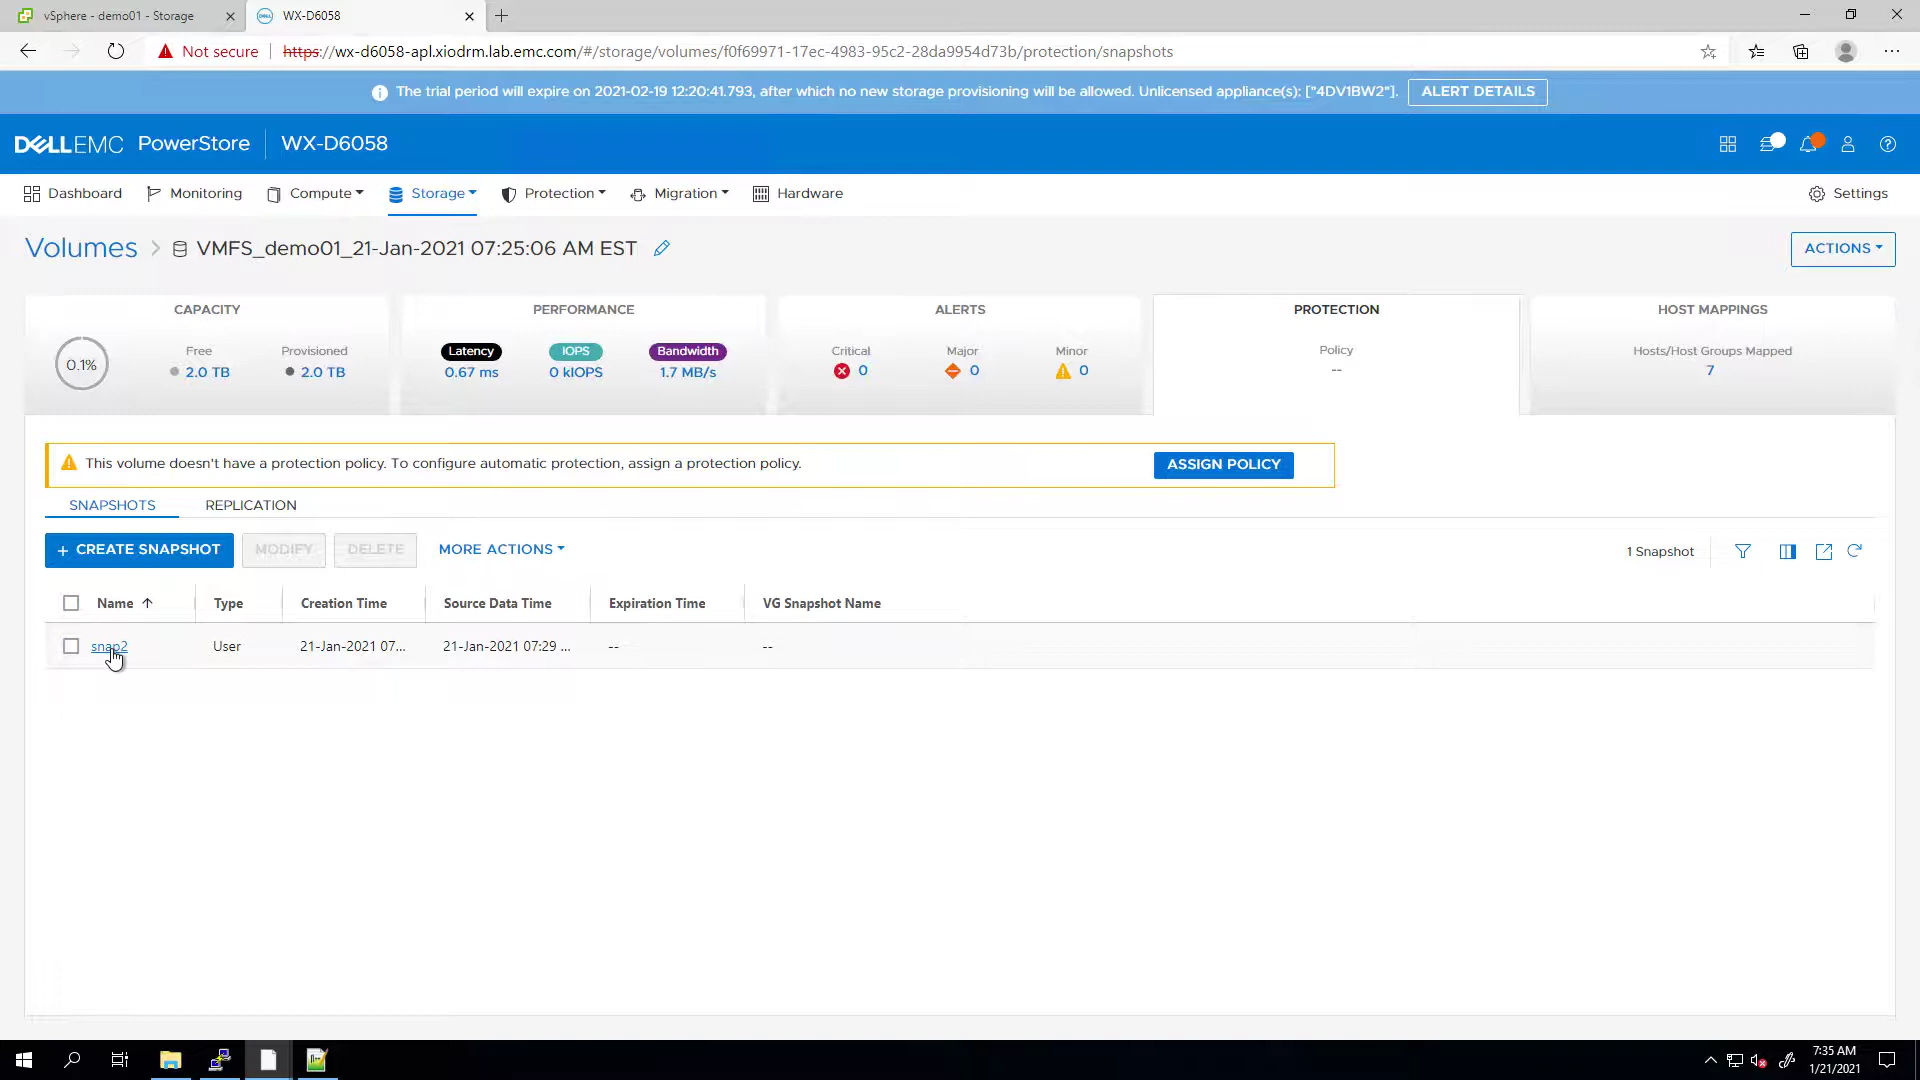 vSphere - demo01 - Storage
WX-D6058
Not secure
https://wx-d6058-apl.xiodrm.lab.emc.com/#/storage/volumes/f0f69971-17ec-4983-95c2-28da9954d73b/protection/snapshots
The trial period will expire on 2021-02-19 12:20:41.793, after which no new storage provisioning will be allowed. Unlicensed appliance(s): ["4DV1BW2"].
ALERT DETAILS
DELLEMC PowerStore WX-D6058
Dashboard Monitoring Compute Storage Protection Migration Hardware Settings
Volumes > VMFS_demo01_21-Jan-2021 07:25:06 AM EST
ACTIONS
CAPACITY
0.1%
Free Provisioned
2.0 TB 2.0 TB
PERFORMANCE
Latency IOPS Bandwidth
0.67 ms 0 kIOPS 1.7 MB/s
ALERTS
Critical Major Minor
0 0 0
PROTECTION
Policy
--
HOST MAPPINGS
Hosts/Host Groups Mapped
7
This volume doesn't have a protection policy. To configure automatic protection, assign a protection policy.
ASSIGN POLICY
SNAPSHOTS REPLICATION
+ CREATE SNAPSHOT MODIFY DELETE MORE ACTIONS
1 Snapshot
Name Type Creation Time Source Data Time Expiration Time VG Snapshot Name
snap2 User 21-Jan-2021 07... 21-Jan-2021 07:29 ... -- --
7:35 AM
1/21/2021